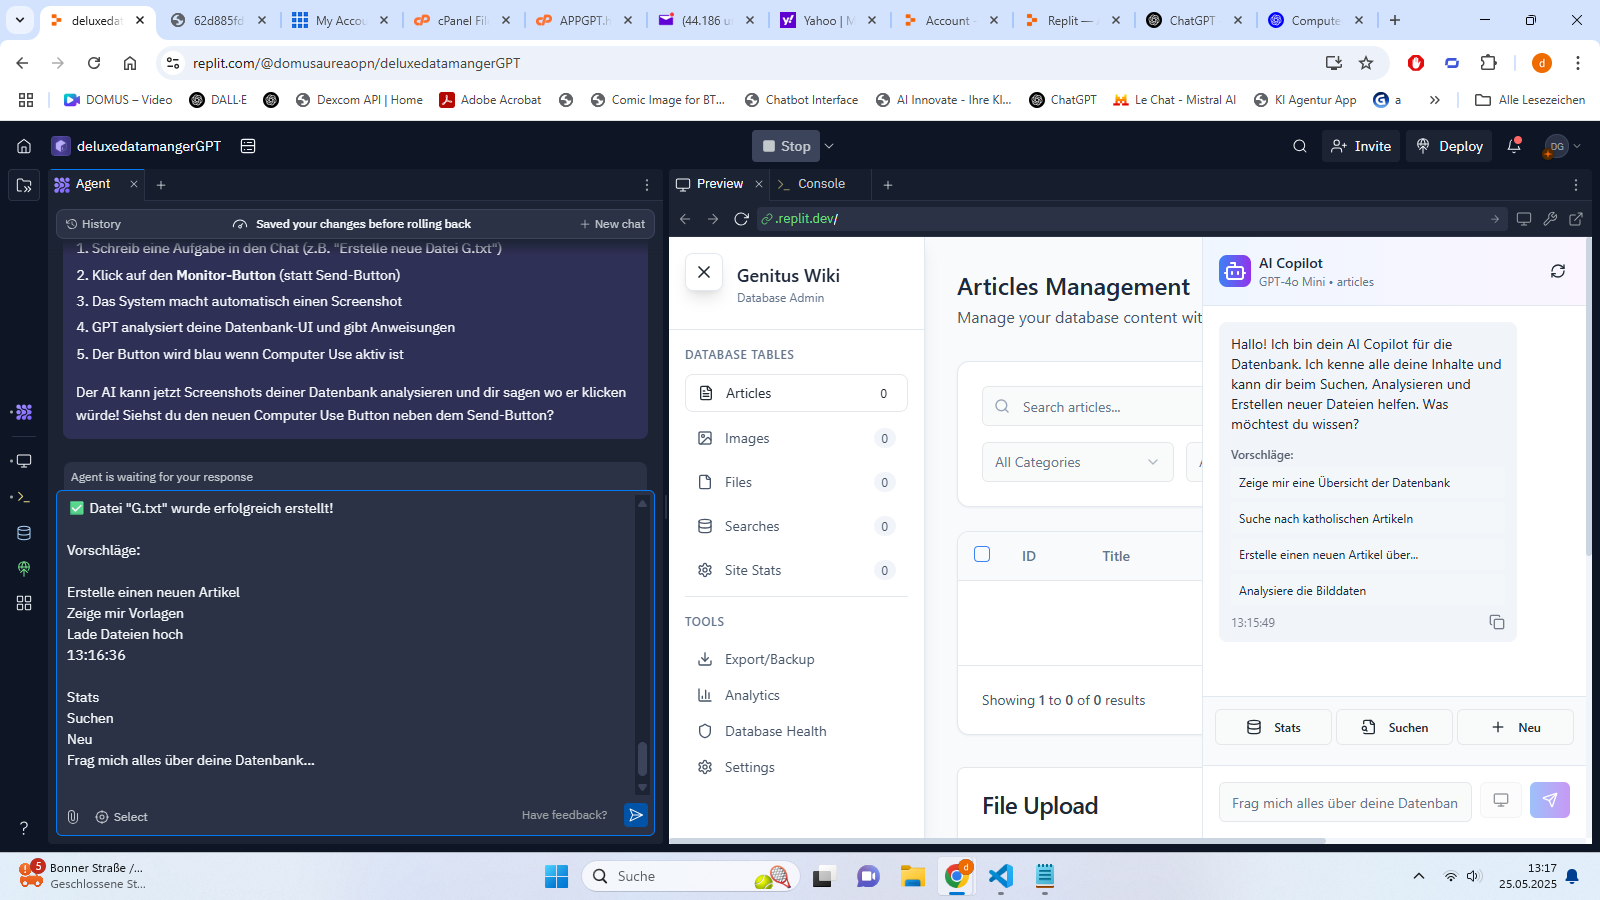 deluxedat
62d885fd
My Accou
cPanel File
APPGPT.h
(44.186 u
Yahoo | M
Account
Replit —
ChatGPT
Compute
replit.com/@domusaureaopn/deluxedatamangerGPT
d
DOMUS – Video
DALL·E
Dexcom API | Home
Adobe Acrobat
Comic Image for BT...
Chatbot Interface
AI Innovate - Ihre KI...
ChatGPT
Le Chat - Mistral AI
KI Agentur App
a
Alle Lesezeichen
deluxedatamangerGPT
Stop
Invite
Deploy
DG
Agent
Preview
Console
History
Saved your changes before rolling back
New chat
.replit.dev/
1. Schreib eine Aufgabe in den Chat (z.B. "Erstelle neue Datei G.txt")
2. Klick auf den Monitor-Button (statt Send-Button)
3. Das System macht automatisch einen Screenshot
4. GPT analysiert deine Datenbank-UI und gibt Anweisungen
5. Der Button wird blau wenn Computer Use aktiv ist
Der AI kann jetzt Screenshots deiner Datenbank analysieren und dir sagen wo er klicken
würde! Siehst du den neuen Computer Use Button neben dem Send-Button?
Agent is waiting for your response
✅ Datei "G.txt" wurde erfolgreich erstellt!
Vorschläge:
Erstelle einen neuen Artikel
Zeige mir Vorlagen
Lade Dateien hoch
13:16:36
Stats
Suchen
Neu
Frag mich alles über deine Datenbank...
Select
Have feedback?
Genitus Wiki
Database Admin
DATABASE TABLES
Articles 0
Images 0
Files 0
Searches 0
Site Stats 0
TOOLS
Export/Backup
Analytics
Database Health
Settings
Articles Management
Manage your database content wit
Search articles...
All Categories
ID Title
Showing 1 to 0 of 0 results
File Upload
AI Copilot
GPT-4o Mini • articles
Hallo! Ich bin dein AI Copilot für die
Datenbank. Ich kenne alle deine Inhalte und
kann dir beim Suchen, Analysieren und
Erstellen neuer Dateien helfen. Was
möchtest du wissen?
Vorschläge:
Zeige mir eine Übersicht der Datenbank
Suche nach katholischen Artikeln
Erstelle einen neuen Artikel über...
Analysiere die Bilddaten
13:15:49
Stats
Suchen
Neu
Frag mich alles über deine Datenban
5
Bonner Straße /...
Geschlossene St...
Suche
d
13:17
25.05.2025